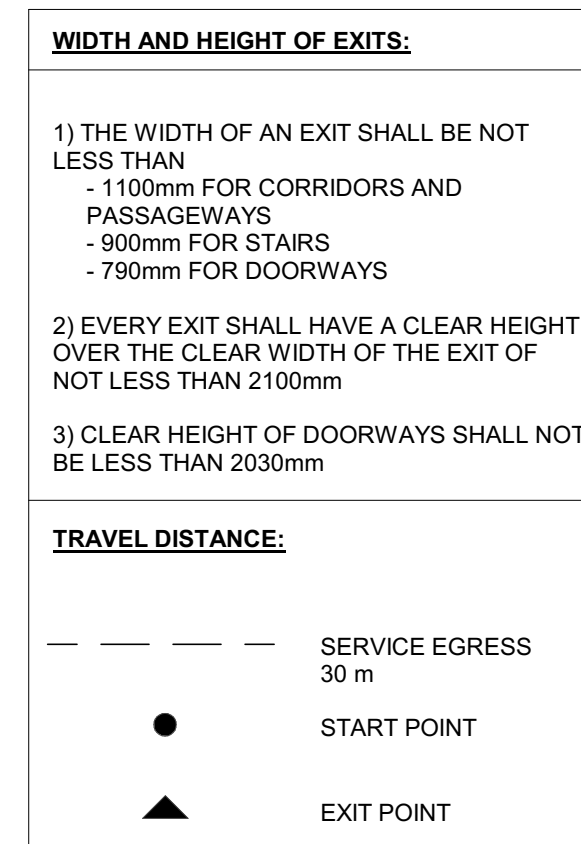 WIDTH AND HEIGHT OF EXITS:
1) THE WIDTH OF AN EXIT SHALL BE NOT
LESS THAN
- 1100mm FOR CORRIDORS AND
PASSAGEWAYS
- 900mm FOR STAIRS
- 790mm FOR DOORWAYS
2) EVERY EXIT SHALL HAVE A CLEAR HEIGHT
OVER THE CLEAR WIDTH OF THE EXIT OF
NOT LESS THAN 2100mm
3) CLEAR HEIGHT OF DOORWAYS SHALL NOT
BE LESS THAN 2030mm
TRAVEL DISTANCE:
SERVICE EGRESS
30 m
START POINT
EXIT POINT